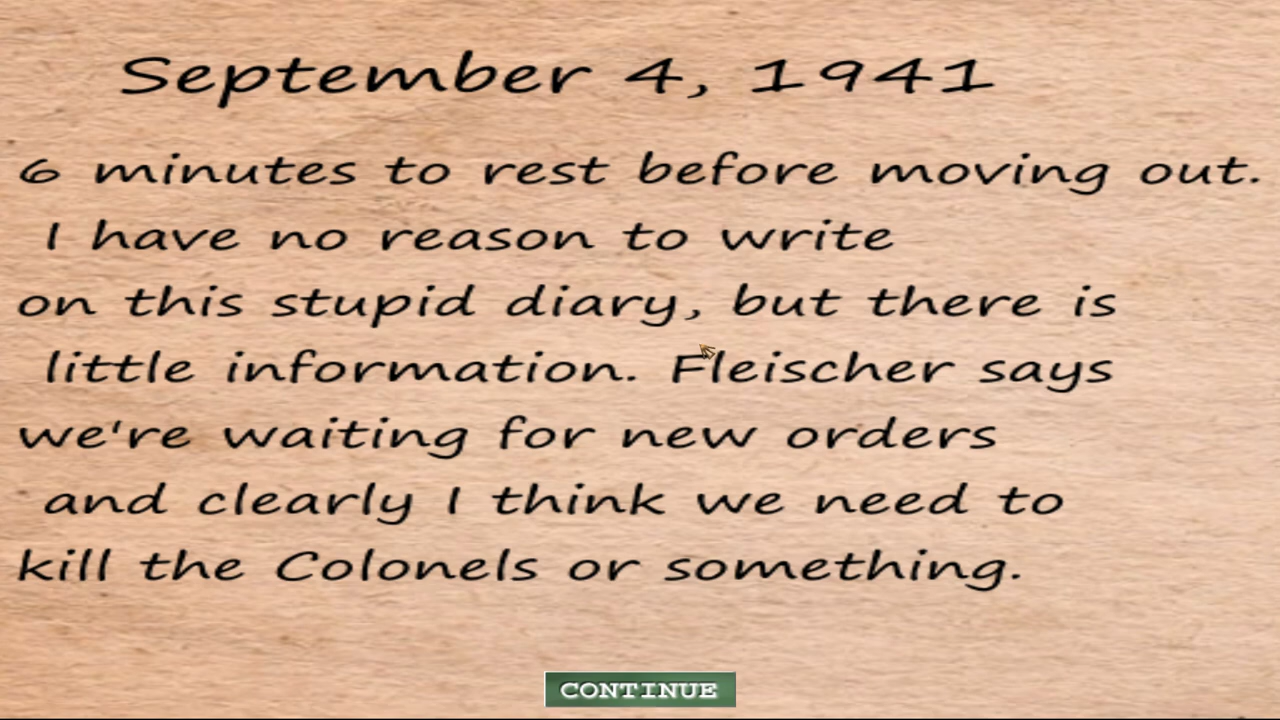 September 4, 1941
6 minutes to rest before moving out.
I have no reason to write
on this stupid diary, but there is
little information. Fleischer says
we're waiting for new orders
and clearly I think we need to
kill the Colonels or something.
CONTINUE